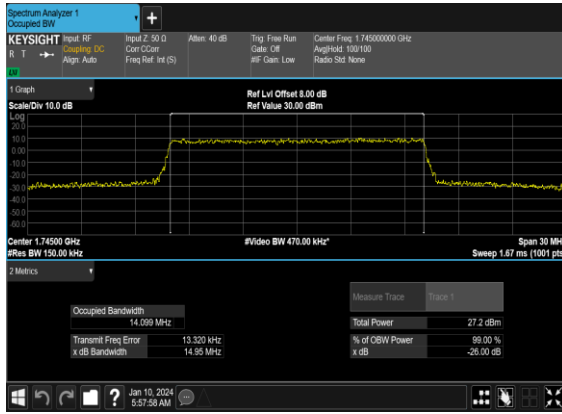 Spectrum Analyzer 1
Occupied BW
+
KEYSIGHT
R T
LXI
Input: RF
Coupling: DC
Align: Auto
Input Z: 50 Ω
Corr CCorr
Freq Ref: Int (S)
Atten: 40 dB
Trig: Free Run
Gate: Off
#IF Gain: Low
Center Freq: 1.745000000 GHz
Avg|Hold: 100/100
Radio Std: None
1 Graph
Scale/Div 10.0 dB
Ref Lvl Offset 8.00 dB
Ref Value 30.00 dBm
Log
20.0
10.0
0.00
-10.0
-20.0
-30.0
-40.0
-50.0
-60.0
Center 1.74500 GHz
#Res BW 150.00 kHz
#Video BW 470.00 kHz*
Span 30 MH
Sweep 1.67 ms (1001 pts
2 Metrics
Measure Trace
Trace 1
Occupied Bandwidth
14.099 MHz
Total Power
27.2 dBm
Transmit Freq Error
13.320 kHz
% of OBW Power
99.00 %
x dB Bandwidth
14.95 MHz
x dB
-26.00 dB
?
Jan 10, 2024
5:57:58 AM